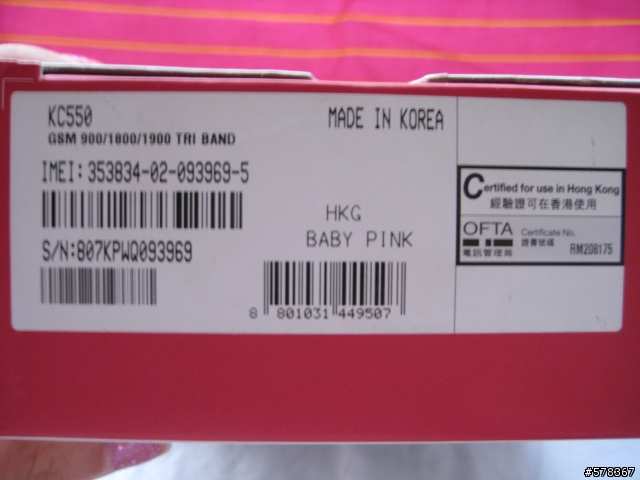 KC550
GSM 900/1800/1900 TRI BAND
MADE IN KOREA
IMEI: 353834-02-093969-5
S/N:807KPWQ093969
HKG
BABY PINK
8 801031 449507
Certified for use in Hong Kong
經驗證可在香港使用
OFTA
電訊管理局
Certificate No.
證書號碼
RM208175
#578367